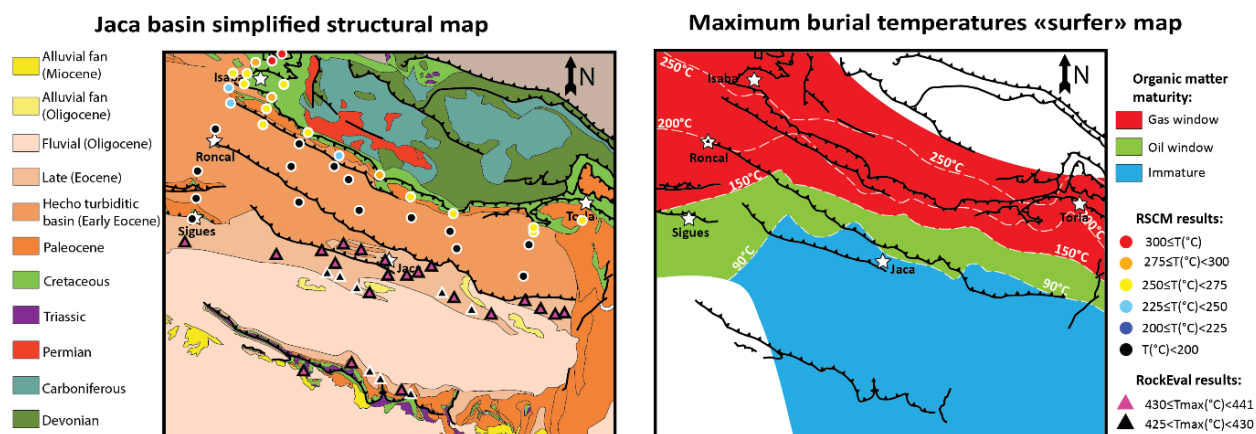 Jaca basin simplified structural map
Alluvial fan
(Miocene)
Alluvial fan
(Oligocene)
Fluvial (Oligocene)
Late (Eocene)
Hecho turbiditic
basin (Early Eocene)
Paleocene
Cretaceous
Triassic
Permian
Carboniferous
Devonian
Isaba
N
Roncal
Sigues
Jaca
Torla
Maximum burial temperatures «surfer» map
250°C
Isaba
N
200°C
Roncal
250°C
150°C
Torla
200°C
Sigues
150°C
90°C
Jaca
90°C
Organic matter
maturity:
Gas window
Oil window
Immature
RSCM results:
300≤T(°C)
275≤T(°C)<300
250≤T(°C)<275
225≤T(°C)<250
200≤T(°C)<225
T(°C)<200
RockEval results:
430≤Tmax(°C)<441
425<Tmax(°C)<430